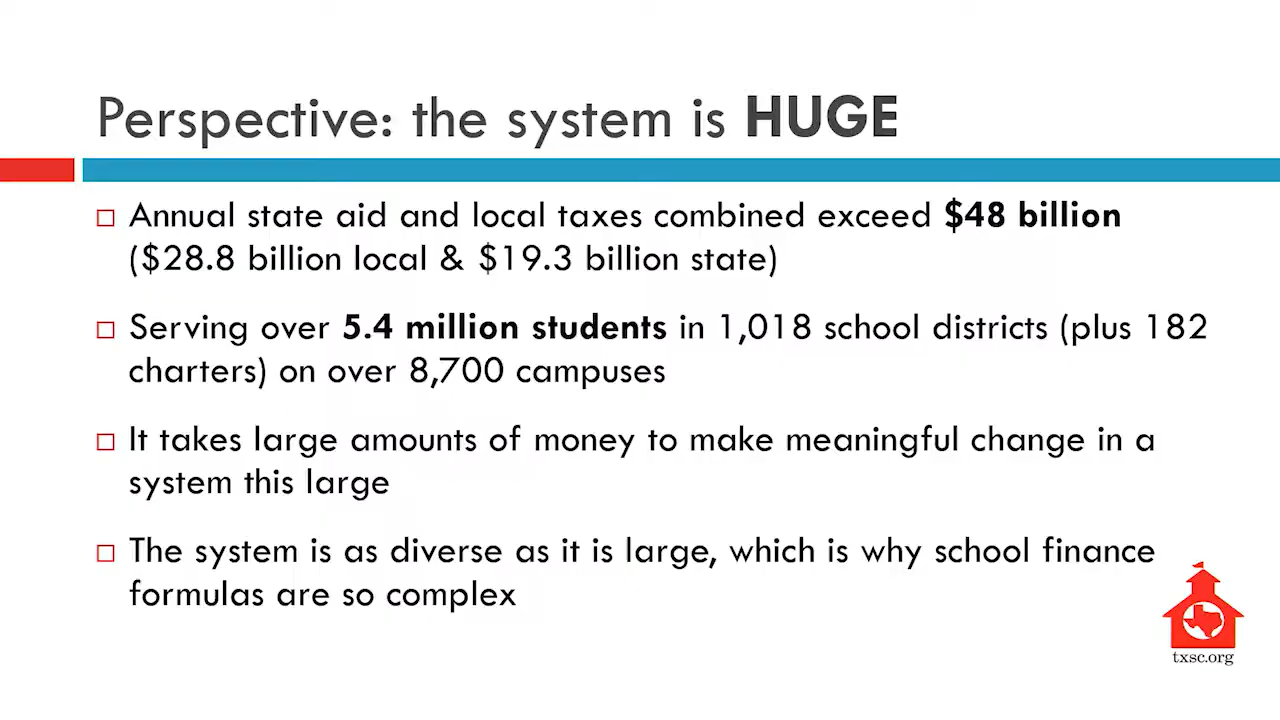 Perspective: the system is HUGE
Annual state aid and local taxes combined exceed $48 billion
($28.8 billion local & $19.3 billion state)
Serving over 5.4 million students in 1,018 school districts (plus 182
charters) on over 8,700 campuses
It takes large amounts of money to make meaningful change in a
system this large
The system is as diverse as it is large, which is why school finance
formulas are so complex
txsc.org